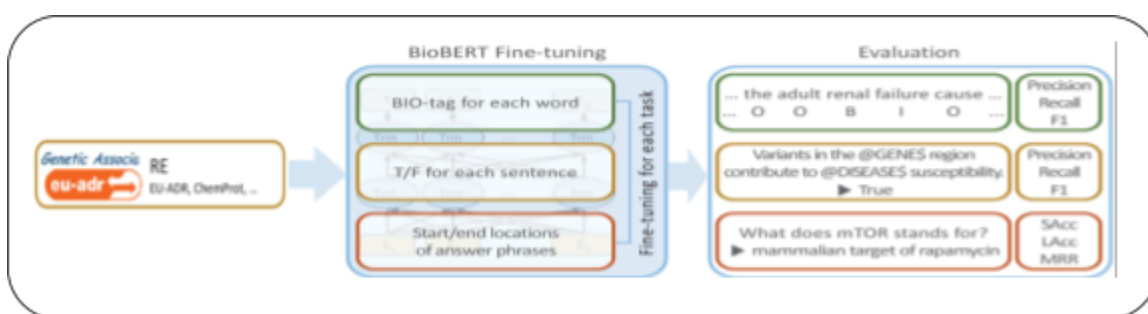 BioBERT Fine-tuning
Evaluation
Genetic Associ
eu-adr
RE
EU-ADR, ChemProt, ...
BIO-tag for each word
T/F for each sentence
Start/end locations
of answer phrases
Fine-tuning for each task
... the adult renal failure cause ...
... O O B I O ...
Precision
Recall
F1
Variants in the @GENE$ region
contribute to @DISEASE$ susceptibility.
▶ True
Precision
Recall
F1
What does mTOR stands for?
▶ mammalian target of rapamycin
SAcc
LAcc
MRR